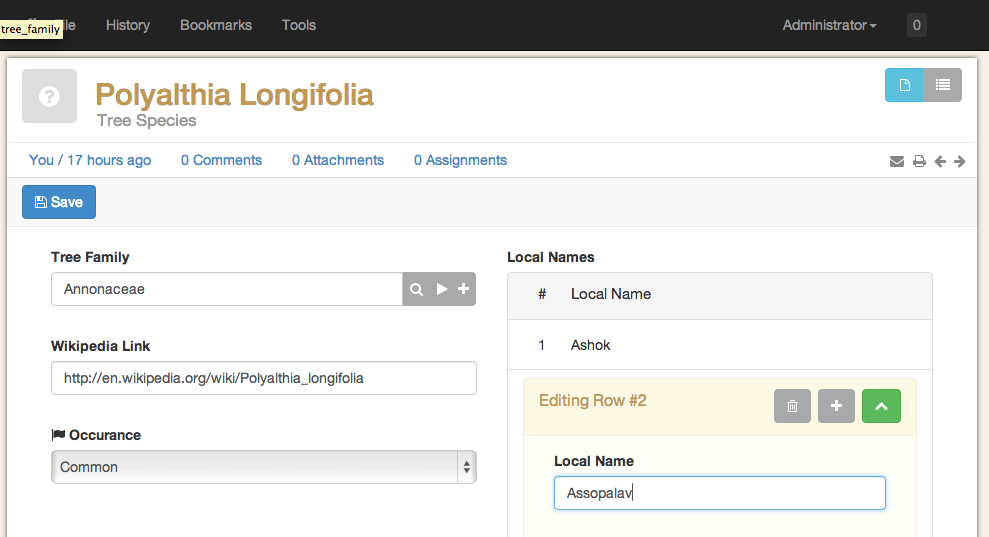 tree_family
History Bookmarks Tools Administrator 0
Polyalthia Longifolia
Tree Species
You / 17 hours ago 0 Comments 0 Attachments 0 Assignments
Save
Tree Family
Annonaceae
Wikipedia Link
http://en.wikipedia.org/wiki/Polyalthia_longifolia
Occurance
Common
Local Names
# Local Name
1 Ashok
Editing Row #2
Local Name
Assopalav